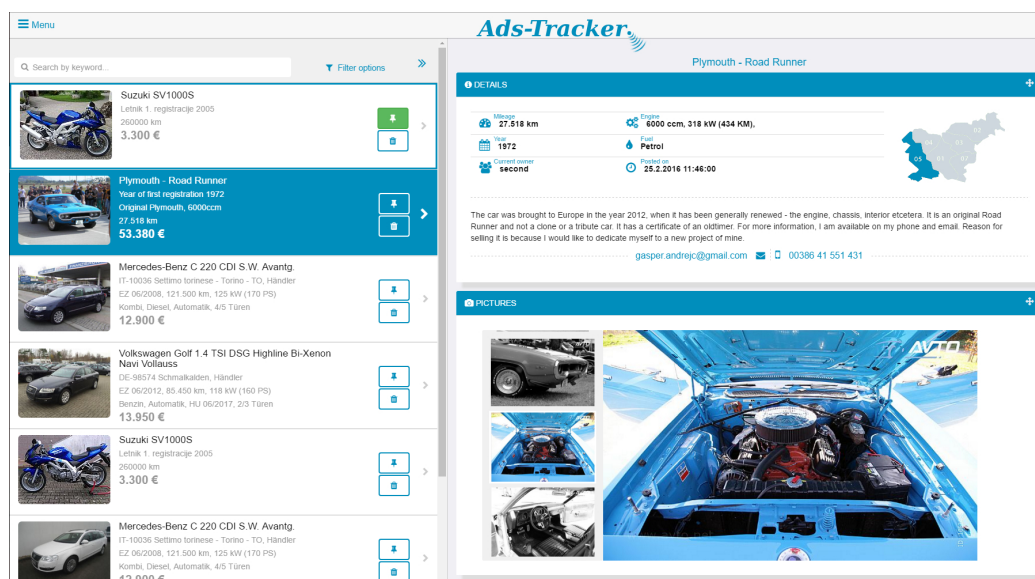 Menu
Ads-Tracker
Search by keyword...
Filter options
Suzuki SV1000S
Letnik 1. registracije 2005
260000 km
3.300 €
Plymouth - Road Runner
Year of first registration 1972
Original Plymouth, 6000ccm
27.518 km
53.380 €
Mercedes-Benz C 220 CDI S.W. Avantg.
IT-10036 Settimo torinese - Torino - TO, Händler
EZ 06/2008, 121.500 km, 125 kW (170 PS)
Kombi, Diesel, Automatik, 4/5 Türen
12.900 €
Volkswagen Golf 1.4 TSI DSG Highline Bi-Xenon
Navi Vollauss
DE-98574 Schmalkalden, Händler
EZ 06/2012, 85.450 km, 118 kW (160 PS)
Benzin, Automatik, HU 06/2017, 2/3 Türen
13.950 €
Suzuki SV1000S
Letnik 1. registracije 2005
260000 km
3.300 €
Mercedes-Benz C 220 CDI S.W. Avantg.
IT-10036 Settimo torinese - Torino - TO, Händler
EZ 06/2008, 121.500 km, 125 kW (170 PS)
Kombi, Diesel, Automatik, 4/5 Türen
12.900 €
Plymouth - Road Runner
DETAILS
Mileage
27.518 km
Engine
6000 ccm, 318 kW (434 KM),
Year
1972
Fuel
Petrol
Current owner
second
Posted on
25.2.2016 11:46:00
02
04 03
05 01 07
The car was brought to Europe in the year 2012, when it has been generally renewed - the engine, chassis, interior etcetera. It is an original Road
Runner and not a clone or a tribute car. It has a certificate of an oldtimer. For more information, I am available on my phone and email. Reason for
selling it is because I would like to dedicate myself to a new project of mine.
gasper.andrejc@gmail.com 00386 41 551 431
PICTURES
AVTO